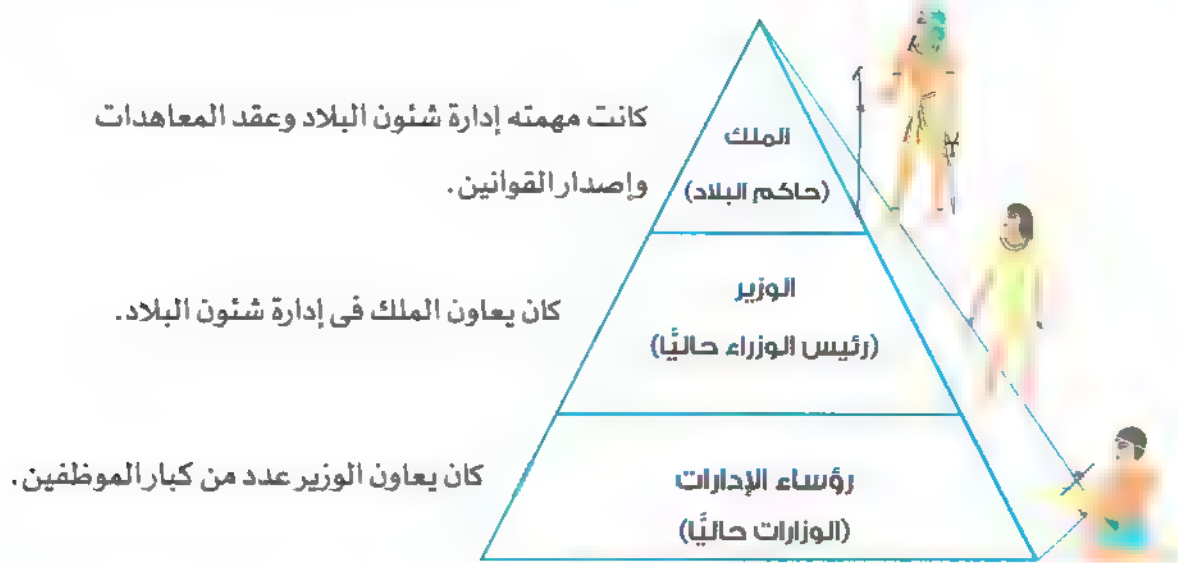 كانت مهمته إدارة شئون البلاد وعقد المعاهدات
وإصدار القوانين.
الملك
(حاكم البلاد)
كان يعاون الملك فى إدارة شئون البلاد.
الوزير
(رئيس الوزراء حاليًّا)
كان يعاون الوزير عدد من كبار الموظفين.
رؤساء الإدارات
(الوزارات حاليًّا)